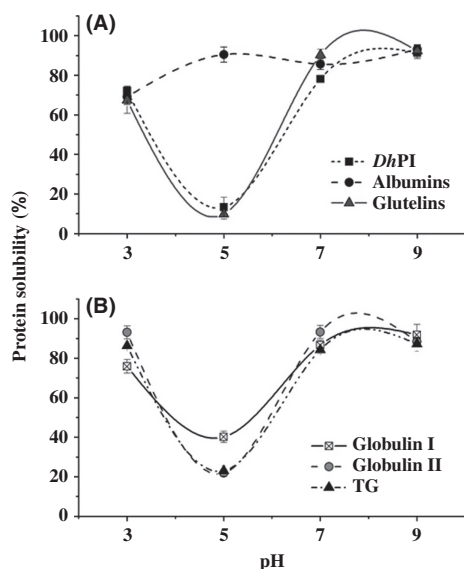 (A)
100
80
60
40
20
0
DhPI
Albumins
Glutelins
3 5 7 9
Protein solubility (%)
(B)
100
80
60
40
20
0
Globulin I
Globulin II
TG
3 5 7 9
pH